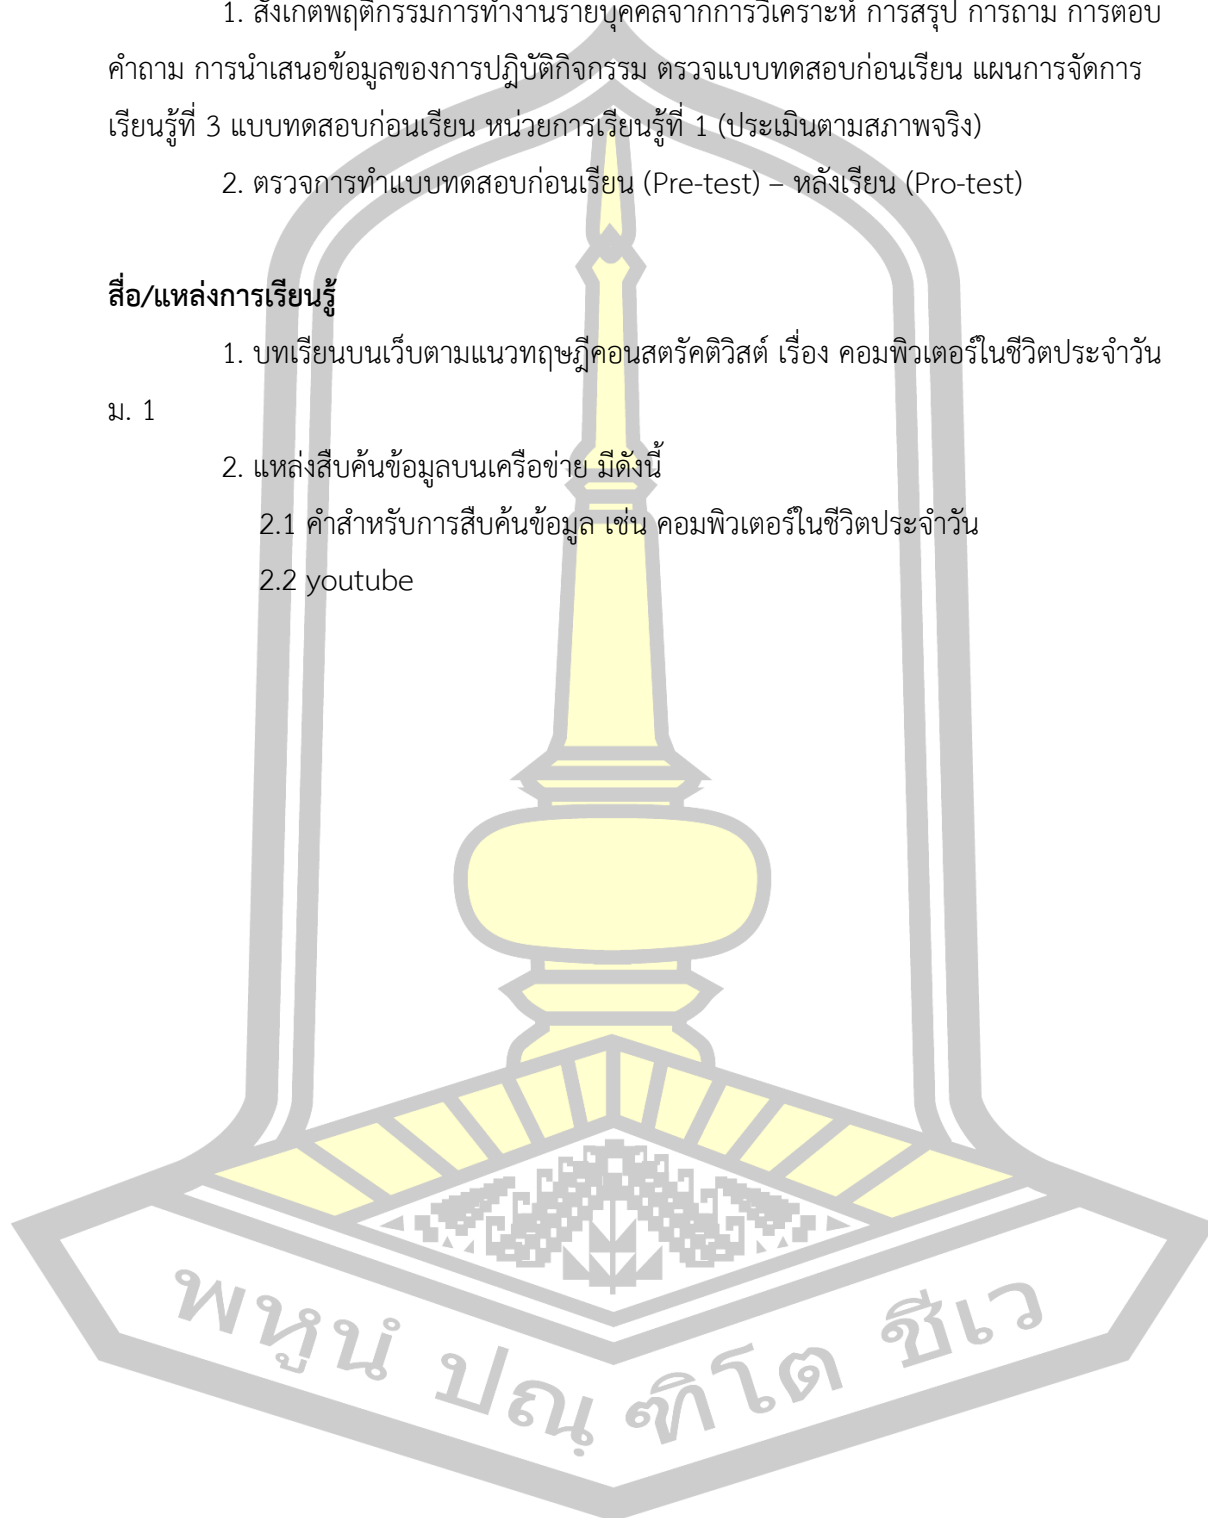 1. สังเกตพฤติกรรมการทำงานรายบุคคลจากการวิเคราะห์ การสรุป การถาม การตอบ
คำถาม การนำเสนอข้อมูลของการปฏิบัติกิจกรรม ตรวจแบบทดสอบก่อนเรียน แผนการจัดการ
เรียนรู้ที่ 3 แบบทดสอบก่อนเรียน หน่วยการเรียนรู้ที่ 1 (ประเมินตามสภาพจริง)
2. ตรวจการทำแบบทดสอบก่อนเรียน (Pre-test) – หลังเรียน (Pro-test)
สื่อ/แหล่งการเรียนรู้
1. บทเรียนบนเว็บตามแนวทฤษฎีคอนสตรัคติวิสต์ เรื่อง คอมพิวเตอร์ในชีวิตประจำวัน
ม. 1
2. แหล่งสืบค้นข้อมูลบนเครือข่าย มีดังนี้
2.1 คำสำหรับการสืบค้นข้อมูล เช่น คอมพิวเตอร์ในชีวิตประจำวัน
2.2 youtube
พหูนํ ปณฺฑิโต ชีเว